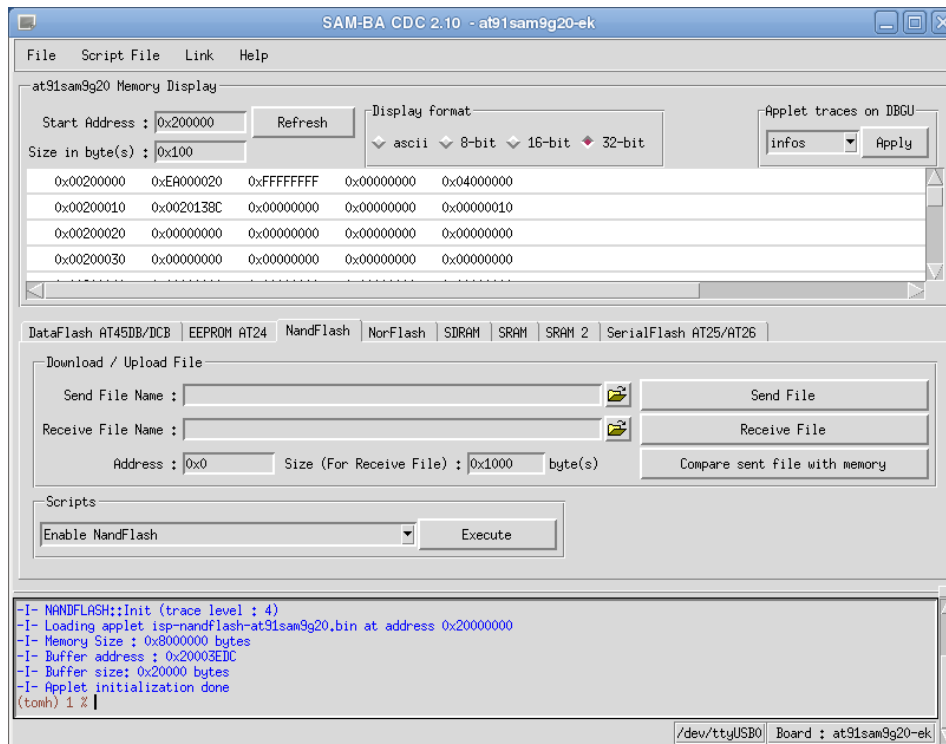 SAM-BA CDC 2.10 - at91sam9g20-ek
File Script File Link Help
at91sam9g20 Memory Display
Start Address : 0x200000 Refresh
Size in byte(s) : 0x100
Display format
ascii 8-bit 16-bit 32-bit
Applet traces on DBGU
infos Apply
0x00200000 0xEA000020 0xFFFFFFFF 0x00000000 0x04000000
0x00200010 0x0020138C 0x00000000 0x00000000 0x00000010
0x00200020 0x00000000 0x00000000 0x00000000 0x00000000
0x00200030 0x00000000 0x00000000 0x00000000 0x00000000
DataFlash AT45DB/DCB EEPROM AT24 NandFlash NorFlash SDRAM SRAM SRAM 2 SerialFlash AT25/AT26
Download / Upload File
Send File Name : Send File
Receive File Name : Receive File
Address : 0x0 Size (For Receive File) : 0x1000 byte(s) Compare sent file with memory
Scripts
Enable NandFlash Execute
-I- NANDFLASH::Init (trace level : 4)
-I- Loading applet isp-nandflash-at91sam9g20.bin at address 0x20000000
-I- Memory Size : 0x8000000 bytes
-I- Buffer address : 0x20003EDC
-I- Buffer size: 0x20000 bytes
-I- Applet initialization done
(tomh) 1 %
/dev/ttyUSB0 Board : at91sam9g20-ek